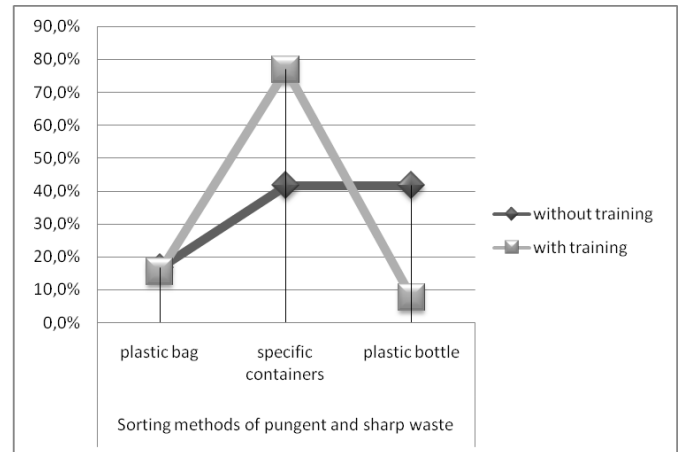 90,0%
80,0%
70,0%
60,0%
50,0%
40,0%
30,0%
20,0%
10,0%
0,0%
plastic bag
specific
containers
plastic bottle
Sorting methods of pungent and sharp waste
without training
with training